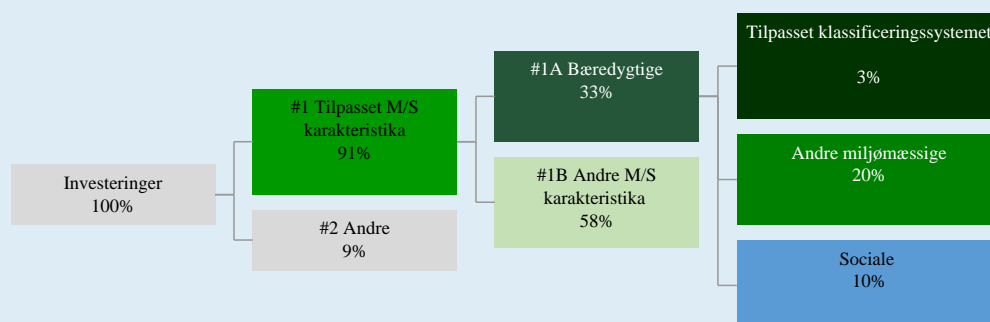 Investeringer
100%
#1 Tilpasset M/S
karakteristika
91%
#2 Andre
9%
#1A Bæredygtige
33%
#1B Andre M/S
karakteristika
58%
Tilpasset klassificeringssystemet
3%
Andre miljømæssige
20%
Sociale
10%